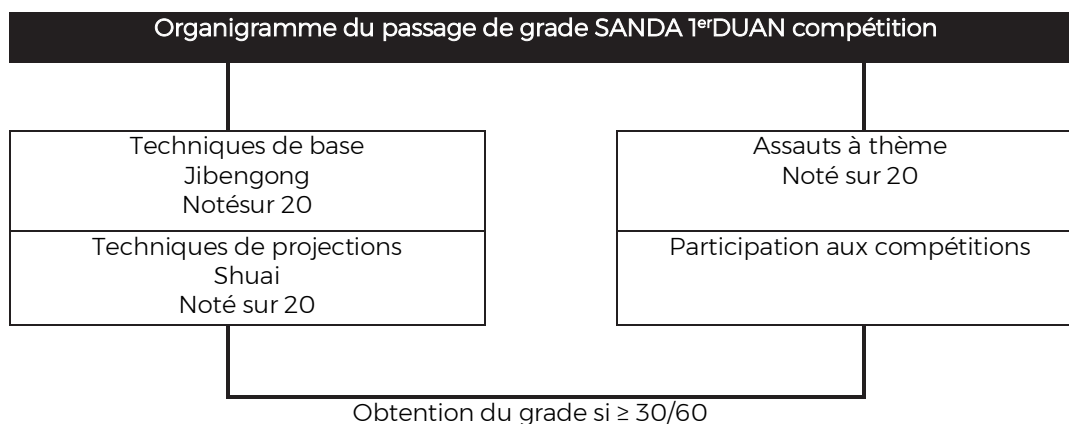 Organigramme du passage de grade SANDA 1erDUAN compétition
Techniques de base
Jibengong
Notésur 20
Techniques de projections
Shuai
Noté sur 20
Assauts à thème
Noté sur 20
Participation aux compétitions
Obtention du grade si ≥ 30/60